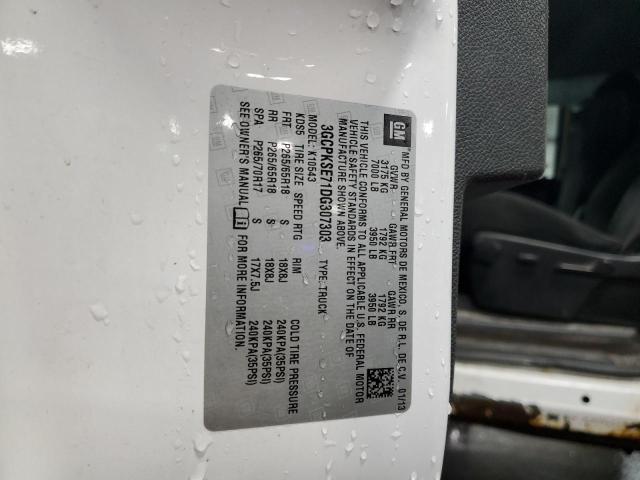 GM
MFD BY GENERAL MOTORS DE MEXICO, S. DE R.L. DE C.V. 01/13
GVWR GAWR FRT GAWR RR
3175 KG 1792 KG 1792 KG
7000 LB 3950 LB 3950 LB
THIS VEHICLE CONFORMS TO ALL APPLICABLE U.S. FEDERAL MOTOR
VEHICLE SAFETY STANDARDS IN EFFECT ON THE DATE OF
MANUFACTURE SHOWN ABOVE.
3GCPKSE71DG307303 TYPE: TRUCK
MODEL: K10543
KDS5 TIRE SIZE SPEED RTG RIM COLD TIRE PRESSURE
FRT P265/65R18 S 18X8J 240KPA(35PSI)
RR P265/65R18 S 18X8J 240KPA(35PSI)
SPA P265/70R17 S 17X7.5J 240KPA(35PSI)
SEE OWNER'S MANUAL FOR MORE INFORMATION.